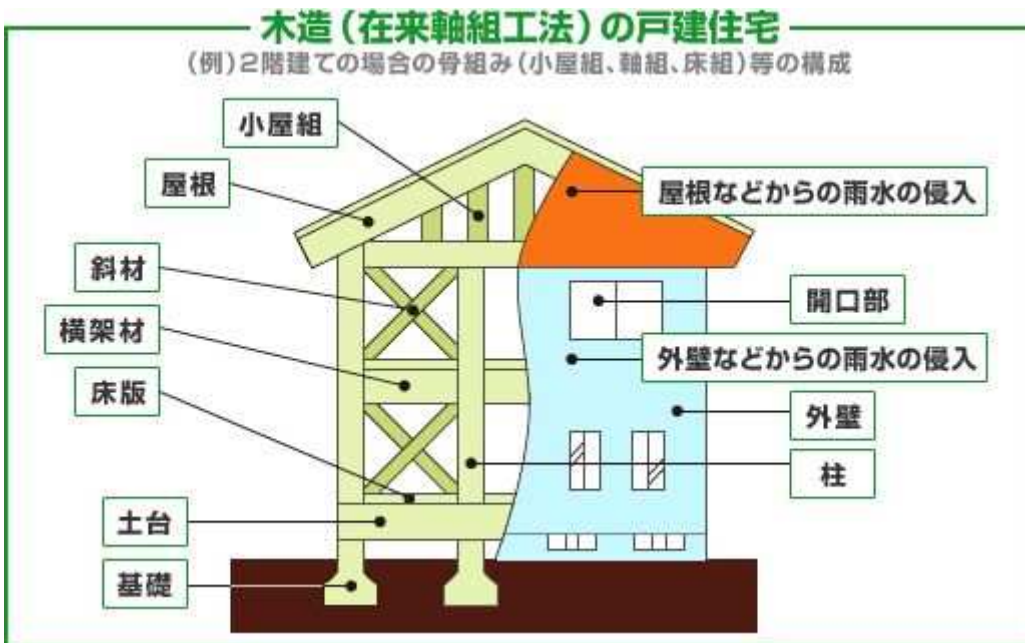 木造(在来軸組工法)の戸建住宅
(例)2階建ての場合の骨組み(小屋組、軸組、床組)等の構成
小屋組
屋根
斜材
横架材
床版
土台
基礎
屋根などからの雨水の侵入
開口部
外壁などからの雨水の侵入
外壁
柱